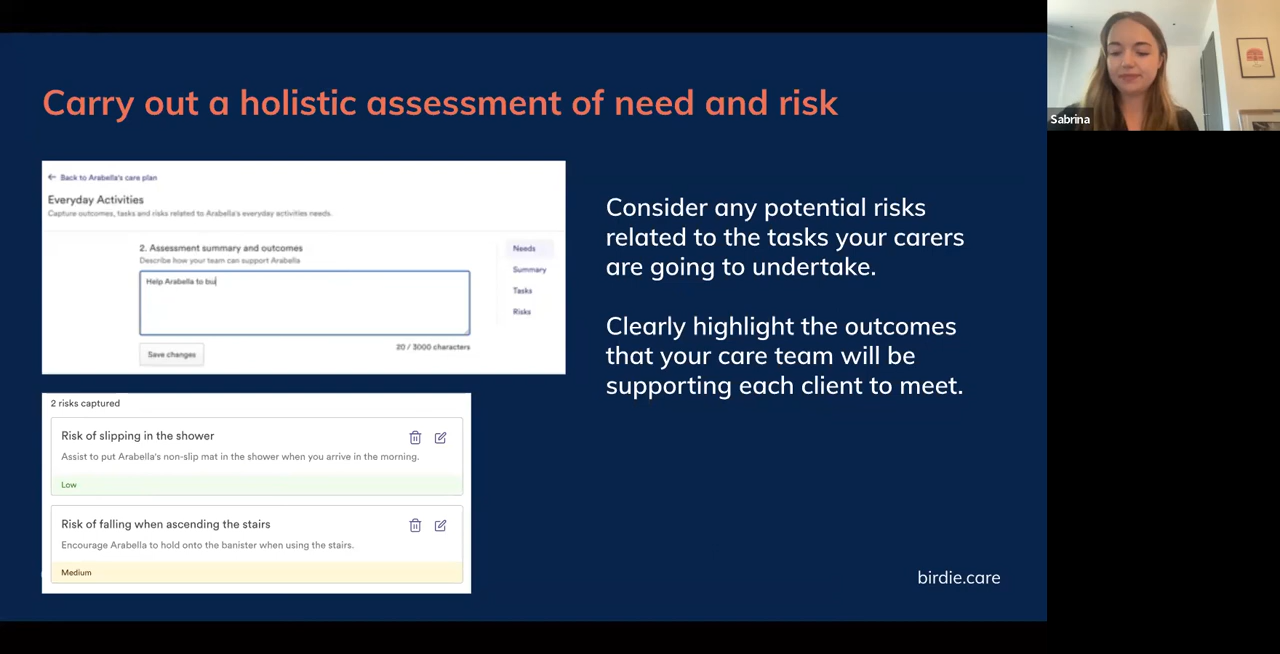 Carry out a holistic assessment of need and risk
Sabrina
← Back to Arabella's care plan
Everyday Activities
Capture outcomes, tasks and risks related to Arabella's everyday activities needs.
2. Assessment summary and outcomes
Describe how your team can support Arabella
Help Arabella to bu
20 / 3000 characters
Save changes
Needs
Summary
Tasks
Risks
2 risks captured
Risk of slipping in the shower
Assist to put Arabella's non-slip mat in the shower when you arrive in the morning.
Low
Risk of falling when ascending the stairs
Encourage Arabella to hold onto the banister when using the stairs.
Medium
Consider any potential risks
related to the tasks your carers
are going to undertake.
Clearly highlight the outcomes
that your care team will be
supporting each client to meet.
birdie.care